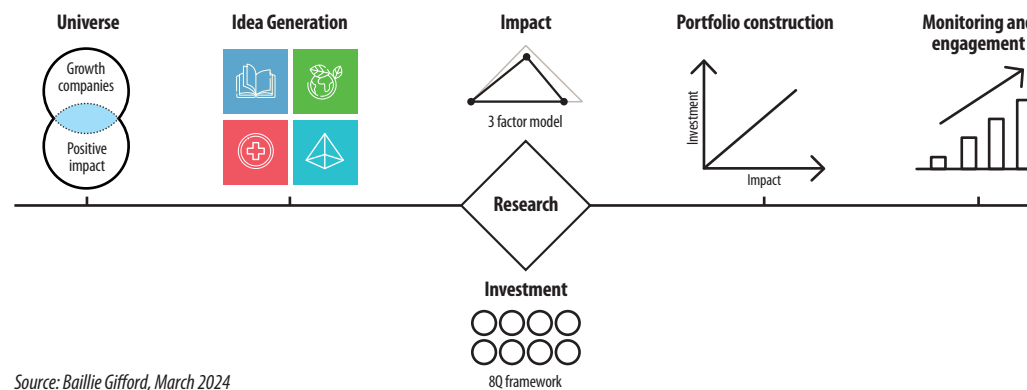 Universe
Growth
companies
Positive
impact
Idea Generation
Impact
3 factor model
Research
Investment
8Q framework
Portfolio construction
Investment
Impact
Monitoring and
engagement
Source: Baillie Gifford, March 2024